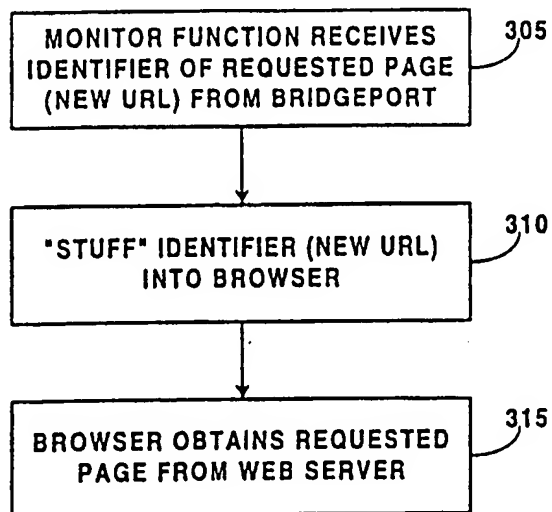 MONITOR FUNCTION RECEIVES
IDENTIFIER OF REQUESTED PAGE
(NEW URL) FROM BRIDGEPORT
305
"STUFF" IDENTIFIER (NEW URL)
INTO BROWSER
310
BROWSER OBTAINS REQUESTED
PAGE FROM WEB SERVER
315